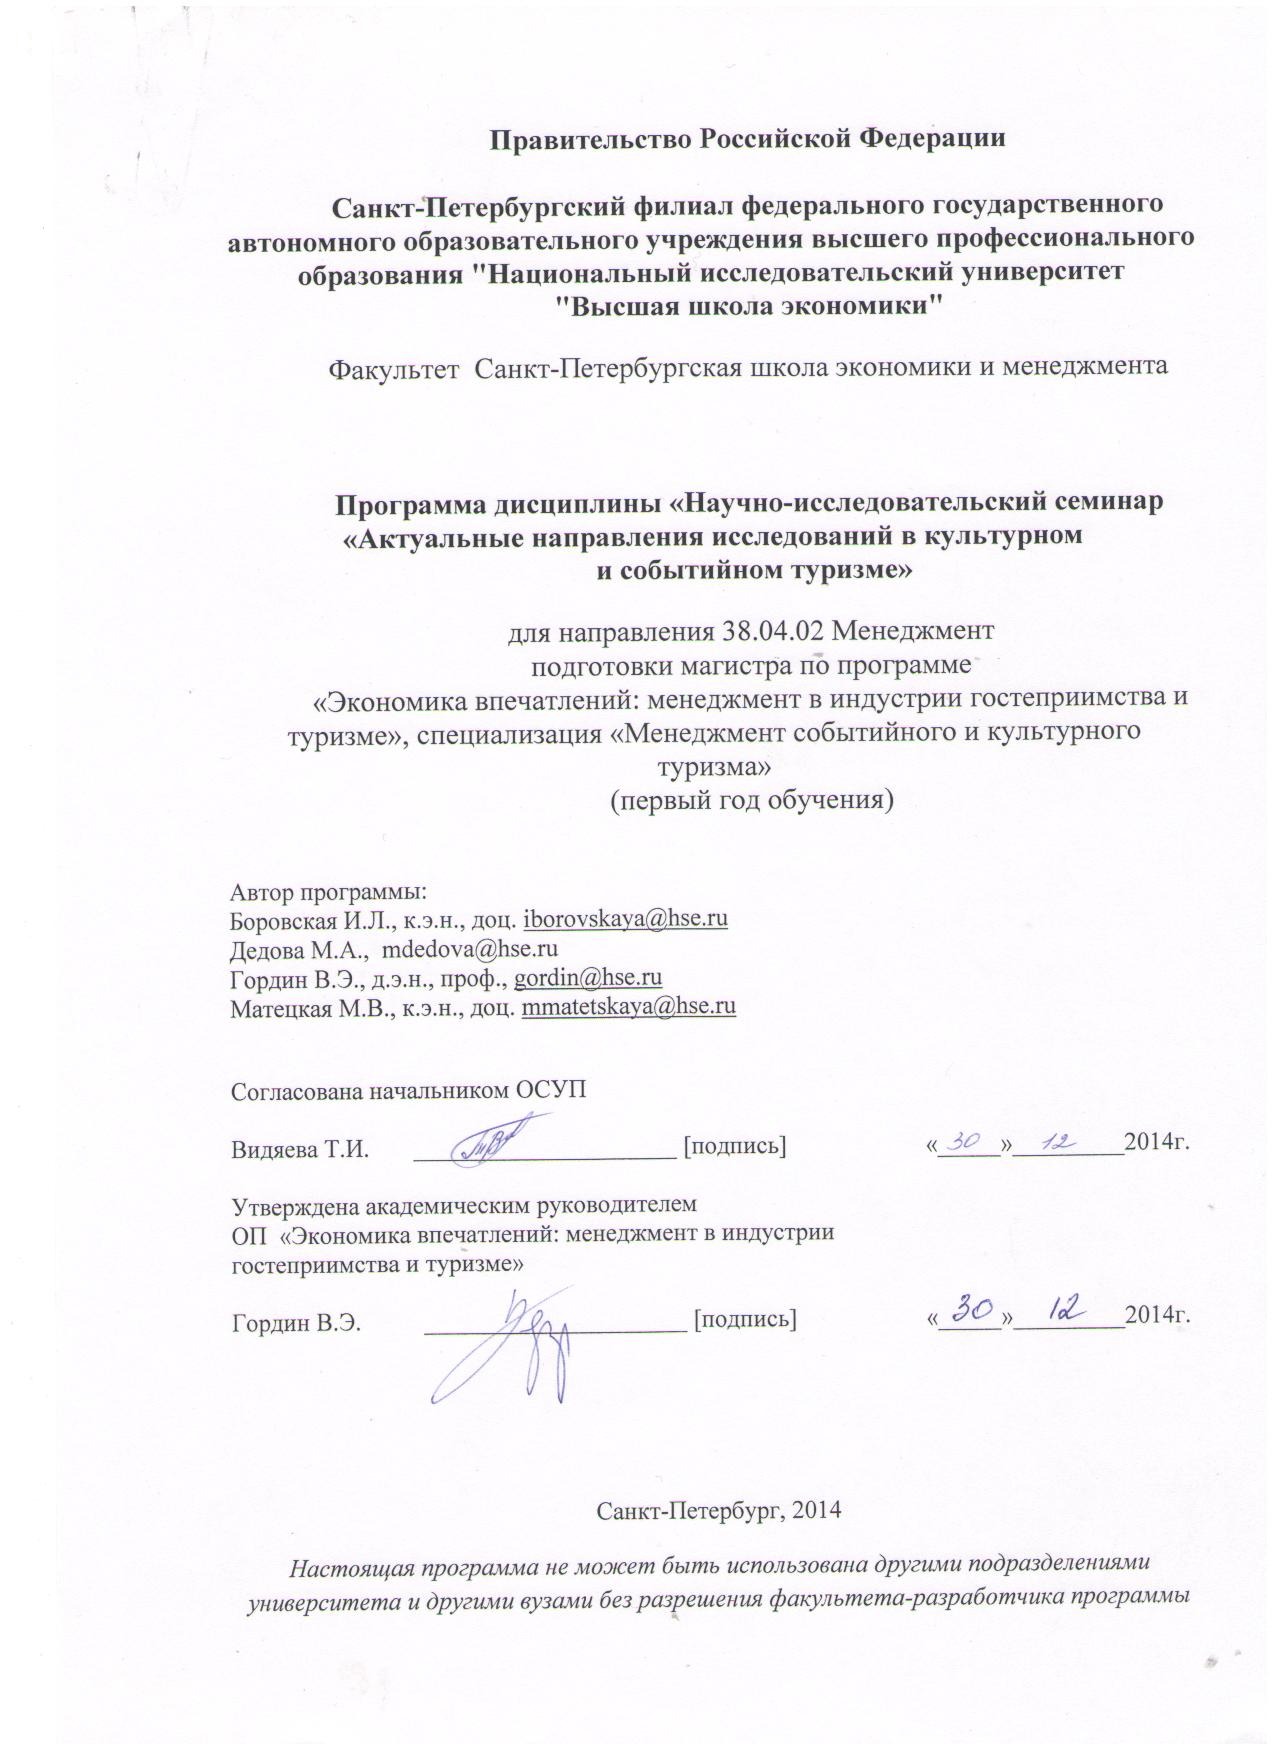 Правительство Российской Федерации
Санкт-Петербургский филиал федерального государственного
автономного образовательного учреждения высшего профессионального
образования "Национальный исследовательский университет
"Высшая школа экономики"
Факультет Санкт-Петербургская школа экономики и менеджмента
Программа дисциплины «Научно-исследовательский семинар
«Актуальные направления исследований в культурном
и событийном туризме»
для направления 38.04.02 Менеджмент
подготовки магистра по программе
«Экономика впечатлений: менеджмент в индустрии гостеприимства и
туризме», специализация «Менеджмент событийного и культурного
туризма»
(первый год обучения)
Автор программы:
Боровская И.Л., к.э.н., доц. iborovskaya@hse.ru
Дедова М.А., mdedova@hse.ru
Гордин В.Э., д.э.н., проф., gordin@hse.ru
Матецкая М.В., к.э.н., доц. mmatetskaya@hse.ru
Согласована начальником ОСУП
Видяева Т.И. _____________________ [подпись] «30» 12 2014г.
Утверждена академическим руководителем
ОП «Экономика впечатлений: менеджмент в индустрии
гостеприимства и туризме»
Гордин В.Э. _____________________ [подпись] «30» 12 2014г.
Санкт-Петербург, 2014
Настоящая программа не может быть использована другими подразделениями
университета и другими вузами без разрешения факультета-разработчика программы